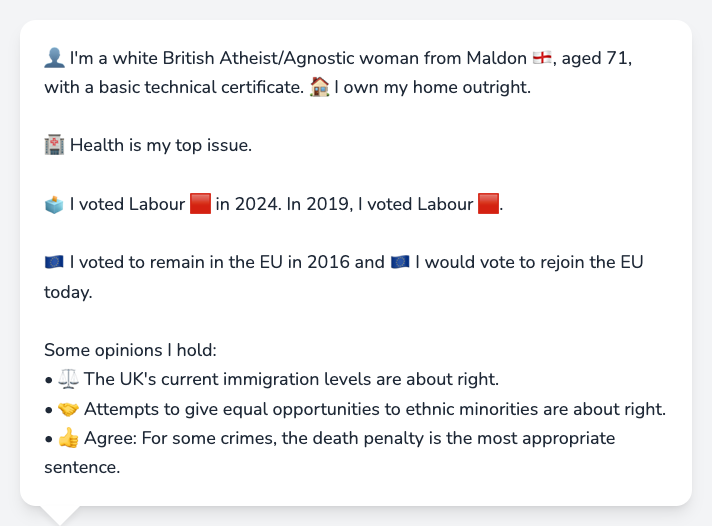 👤 I'm a white British Atheist/Agnostic woman from Maldon 🏴󠁧󠁢󠁥󠁮󠁧󠁿, aged 71,
with a basic technical certificate. 🏠 I own my home outright.
🏥 Health is my top issue.
🗳️ I voted Labour 🟥 in 2024. In 2019, I voted Labour 🟥.
🇪🇺 I voted to remain in the EU in 2016 and 🇪🇺 I would vote to rejoin the EU
today.
Some opinions I hold:
• ⚖️ The UK's current immigration levels are about right.
• 🤝 Attempts to give equal opportunities to ethnic minorities are about right.
• 👍 Agree: For some crimes, the death penalty is the most appropriate
sentence.